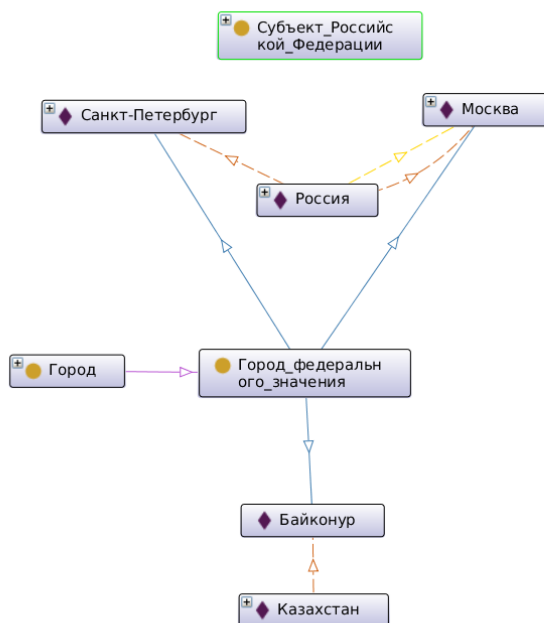 Субъект_Российс
кой_Федерации
Санкт-Петербург
Москва
Россия
Город
Город_федеральн
ого_значения
Байконур
Казахстан